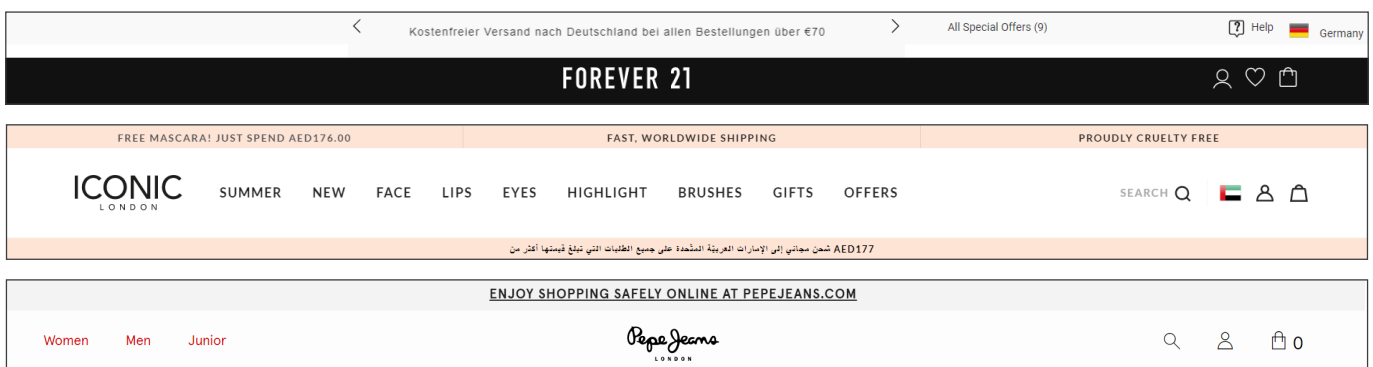 Kostenfreier Versand nach Deutschland bei allen Bestellungen über €70
All Special Offers (9)
Help
Germany
FOREVER 21
FREE MASCARA! JUST SPEND AED176.00
FAST, WORLDWIDE SHIPPING
PROUDLY CRUELTY FREE
ICONIC
LONDON
SUMMER NEW FACE LIPS EYES HIGHLIGHT BRUSHES GIFTS OFFERS
SEARCH
شحن مجاني إلى الإمارات العربيّة المتّحدة على جميع الطلبات التي تبلغ قيمتها أكثر من AED177
ENJOY SHOPPING SAFELY ONLINE AT PEPEJEANS.COM
Women Men Junior
Pepe Jeans
LONDON
0